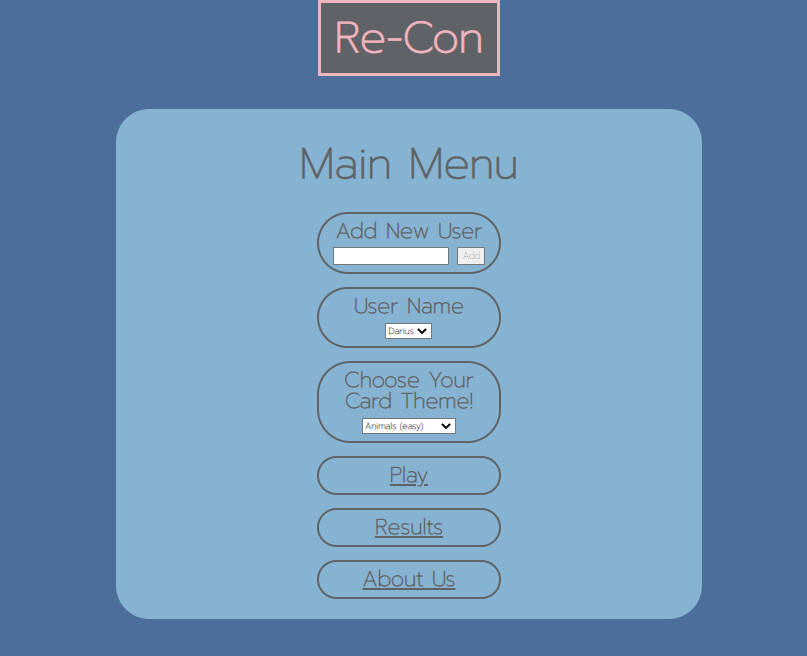 Re-Con
Main Menu
Add New User
Add
User Name
Darius
Choose Your
Card Theme!
Animals (easy)
Play
Results
About Us